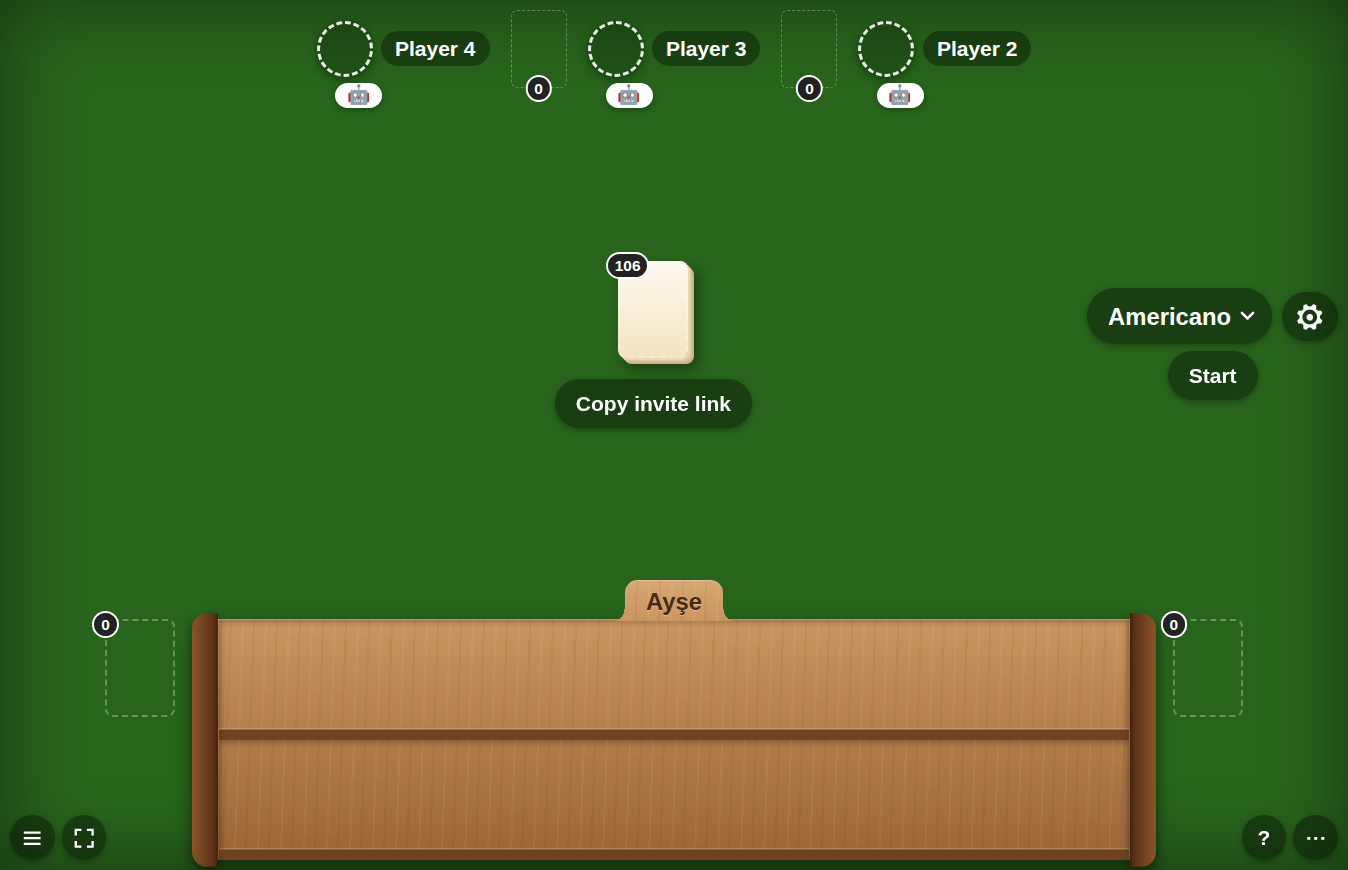 Player 4
0
Player 3
0
Player 2
106
Americano
Start
Copy invite link
Ayşe
0
0
?